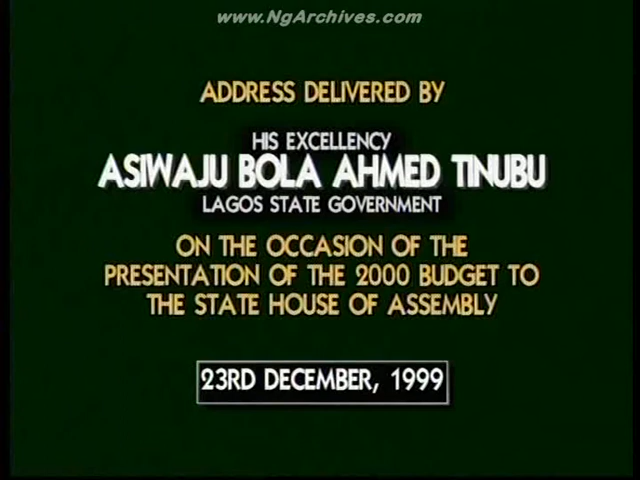 www.NgArchives.com
ADDRESS DELIVERED BY
HIS EXCELLENCY
ASIWAJU BOLA AHMED TINUBU
LAGOS STATE GOVERNMENT
ON THE OCCASION OF THE
PRESENTATION OF THE 2000 BUDGET TO
THE STATE HOUSE OF ASSEMBLY
23RD DECEMBER, 1999